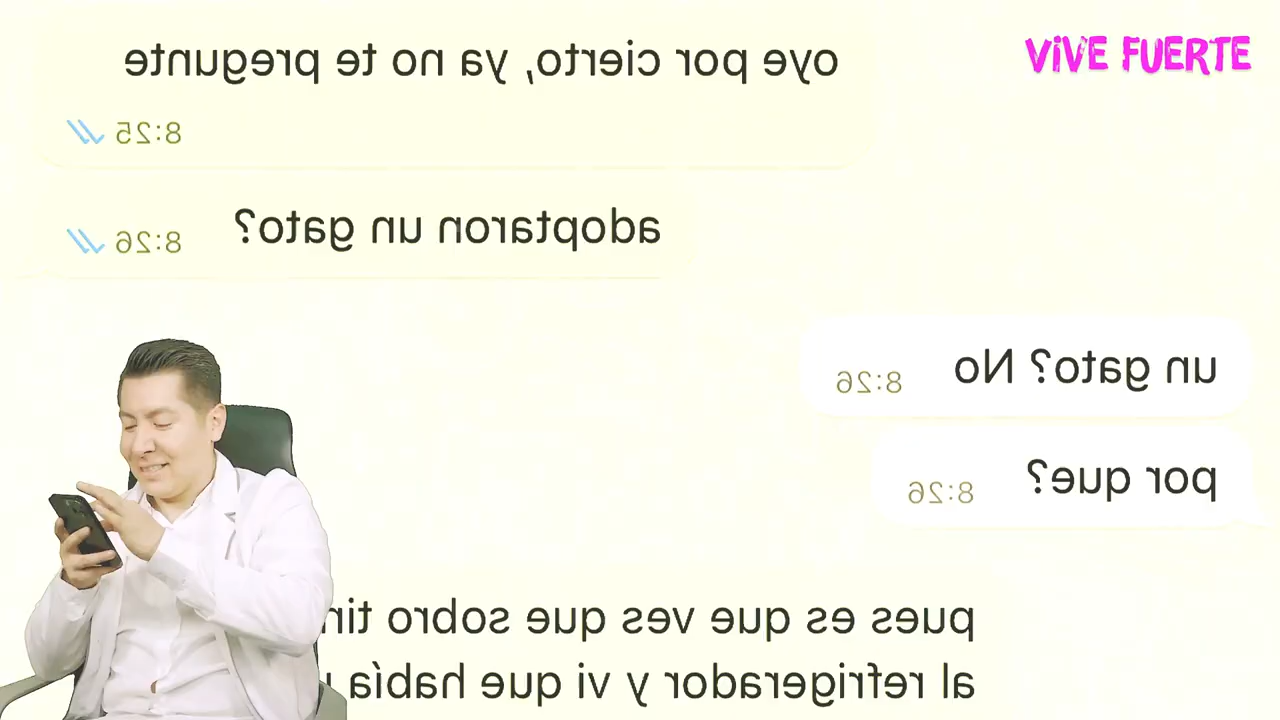 VIVE FUERTE
oye por cierto, ya no te pregunte
8:25
adoptaron un gato?
8:26
un gato? No
8:26
por que?
8:26
pues es que ves que sobro
al refrigerador y vi que había